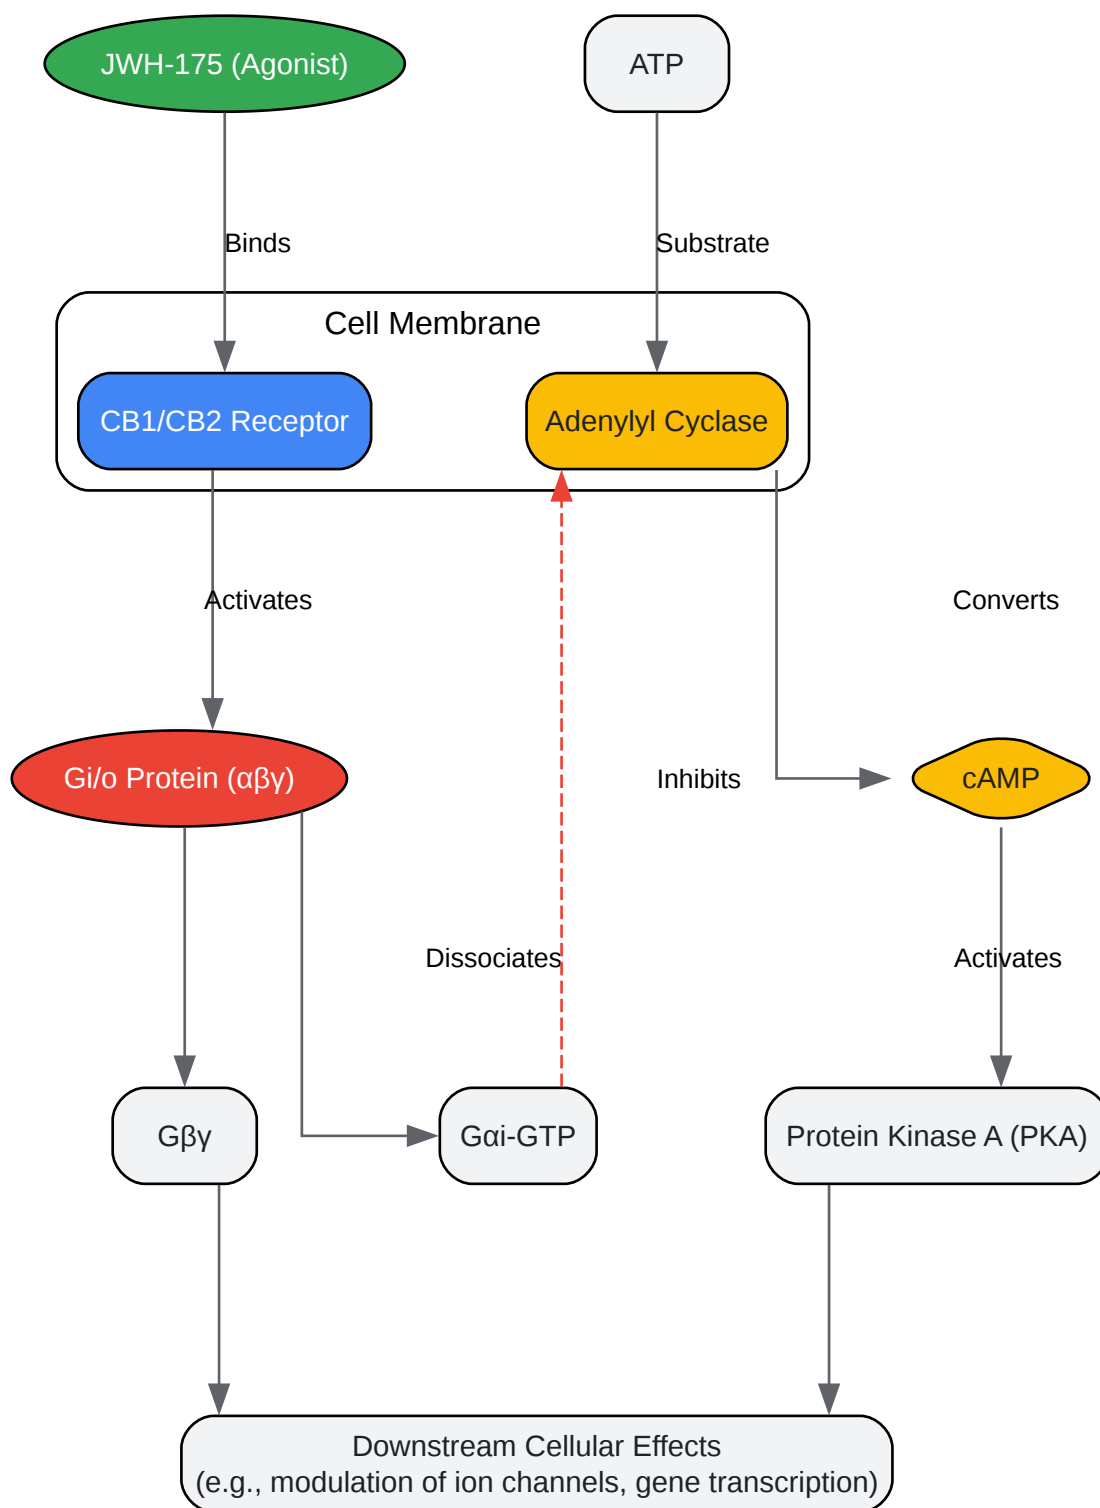 JWH-175 (Agonist)
ATP
Binds
Substrate
Cell Membrane
CB1/CB2 Receptor
Adenylyl Cyclase
Activates
Converts
Gi/o Protein (αβγ)
Inhibits
cAMP
Dissociates
Activates
Gβγ
Gαi-GTP
Protein Kinase A (PKA)
Downstream Cellular Effects
(e.g., modulation of ion channels, gene transcription)